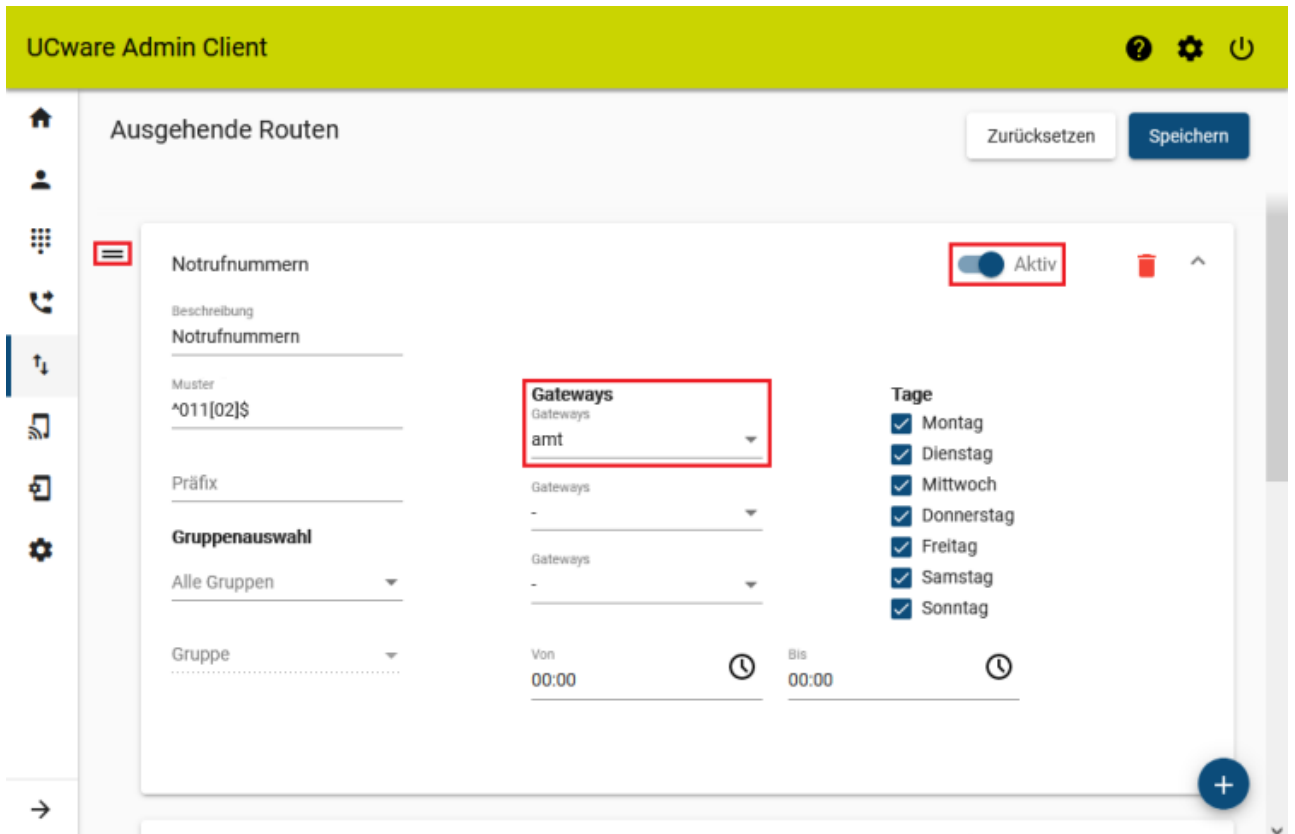 UCware Admin Client
Ausgehende Routen
Zurücksetzen
Speichern
Notrufnummern
Aktiv
Beschreibung
Notrufnummern
Muster
^011[02]$
Präfix
Gruppenauswahl
Alle Gruppen
Gruppe
Gateways
Gateways
amt
Gateways
-
Gateways
-
Von
00:00
Bis
00:00
Tage
Montag
Dienstag
Mittwoch
Donnerstag
Freitag
Samstag
Sonntag